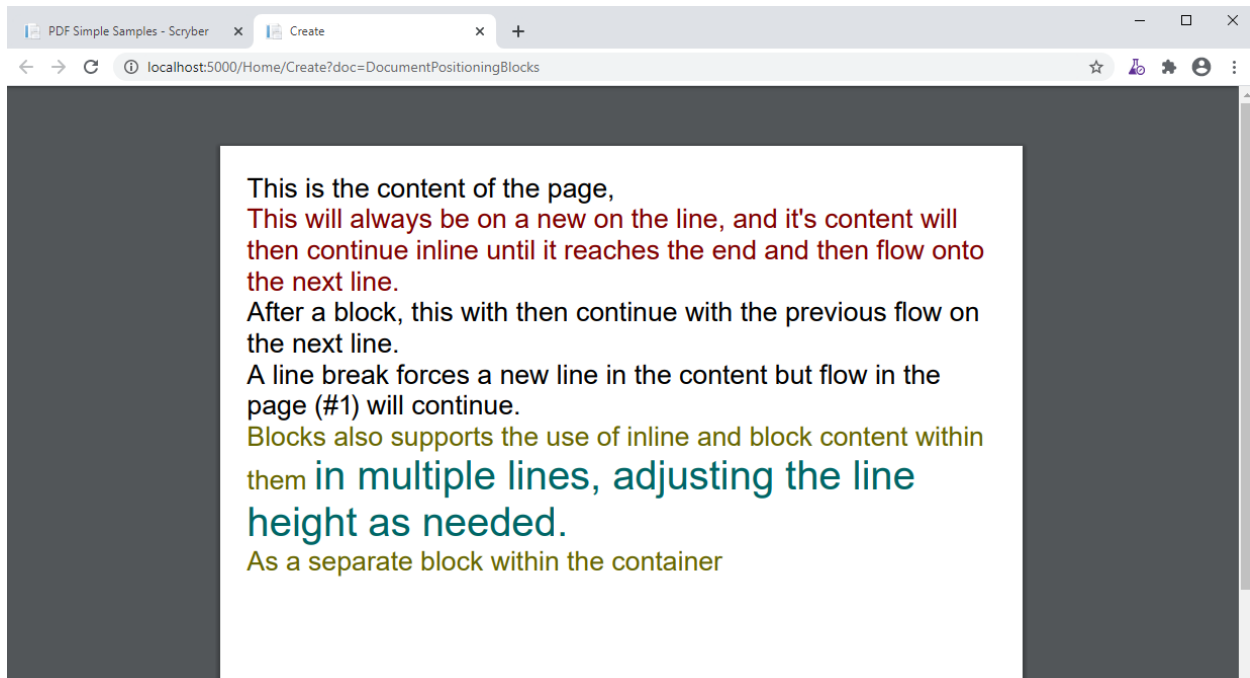 PDF Simple Samples - Scryber
Create
localhost:5000/Home/Create?doc=DocumentPositioningBlocks
This is the content of the page,
This will always be on a new on the line, and it's content will
then continue inline until it reaches the end and then flow onto
the next line.
After a block, this with then continue with the previous flow on
the next line.
A line break forces a new line in the content but flow in the
page (#1) will continue.
Blocks also supports the use of inline and block content within
them in multiple lines, adjusting the line
height as needed.
As a separate block within the container